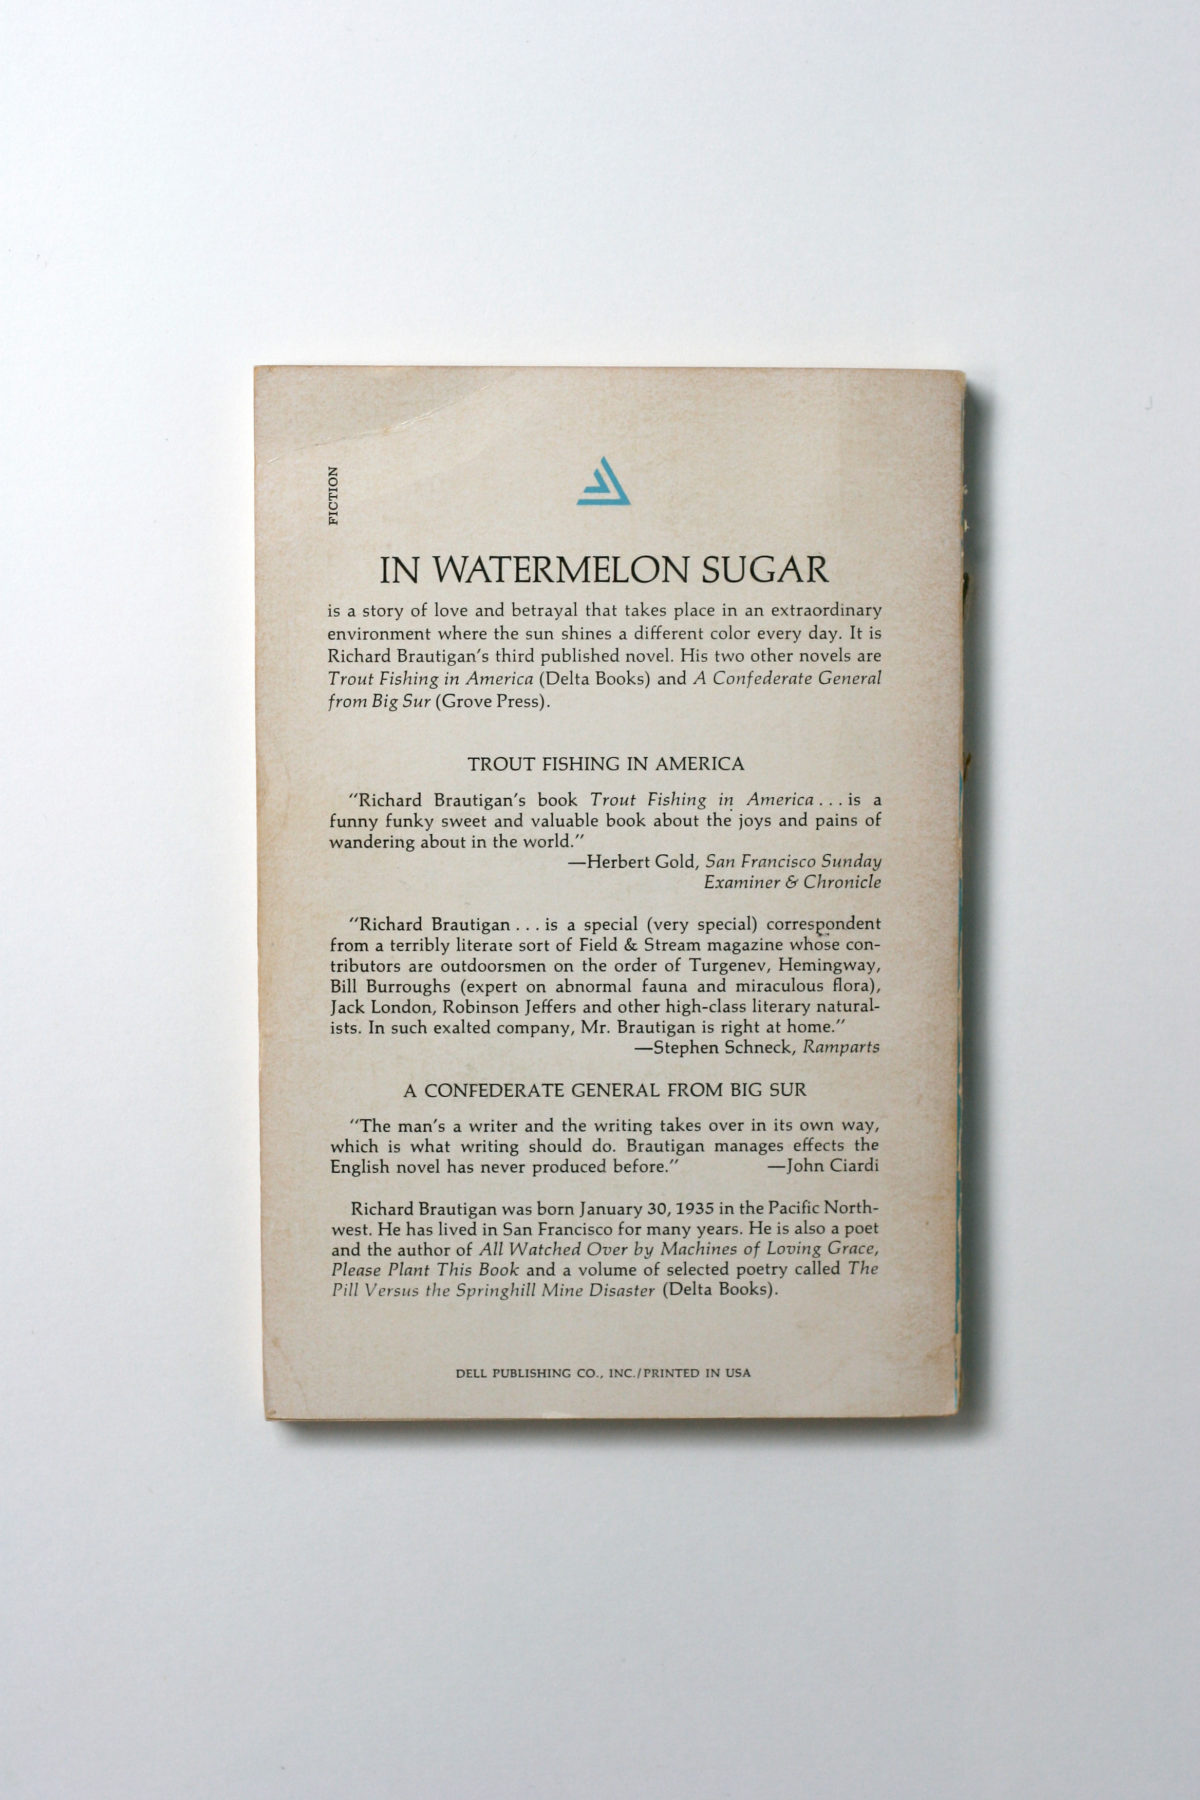 FICTION
IN WATERMELON SUGAR
is a story of love and betrayal that takes place in an extraordinary
environment where the sun shines a different color every day. It is
Richard Brautigan's third published novel. His two other novels are
Trout Fishing in America (Delta Books) and A Confederate General
from Big Sur (Grove Press).
TROUT FISHING IN AMERICA
"Richard Brautigan's book Trout Fishing in America . . . is a
funny funky sweet and valuable book about the joys and pains of
wandering about in the world."
—Herbert Gold, San Francisco Sunday
Examiner & Chronicle
"Richard Brautigan . . . is a special (very special) correspondent
from a terribly literate sort of Field & Stream magazine whose con-
tributors are outdoorsmen on the order of Turgenev, Hemingway,
Bill Burroughs (expert on abnormal fauna and miraculous flora),
Jack London, Robinson Jeffers and other high-class literary natural-
ists. In such exalted company, Mr. Brautigan is right at home."
—Stephen Schneck, Ramparts
A CONFEDERATE GENERAL FROM BIG SUR
"The man's a writer and the writing takes over in its own way,
which is what writing should do. Brautigan manages effects the
English novel has never produced before." —John Ciardi
Richard Brautigan was born January 30, 1935 in the Pacific North-
west. He has lived in San Francisco for many years. He is also a poet
and the author of All Watched Over by Machines of Loving Grace,
Please Plant This Book and a volume of selected poetry called The
Pill Versus the Springhill Mine Disaster (Delta Books).
DELL PUBLISHING CO., INC./PRINTED IN USA